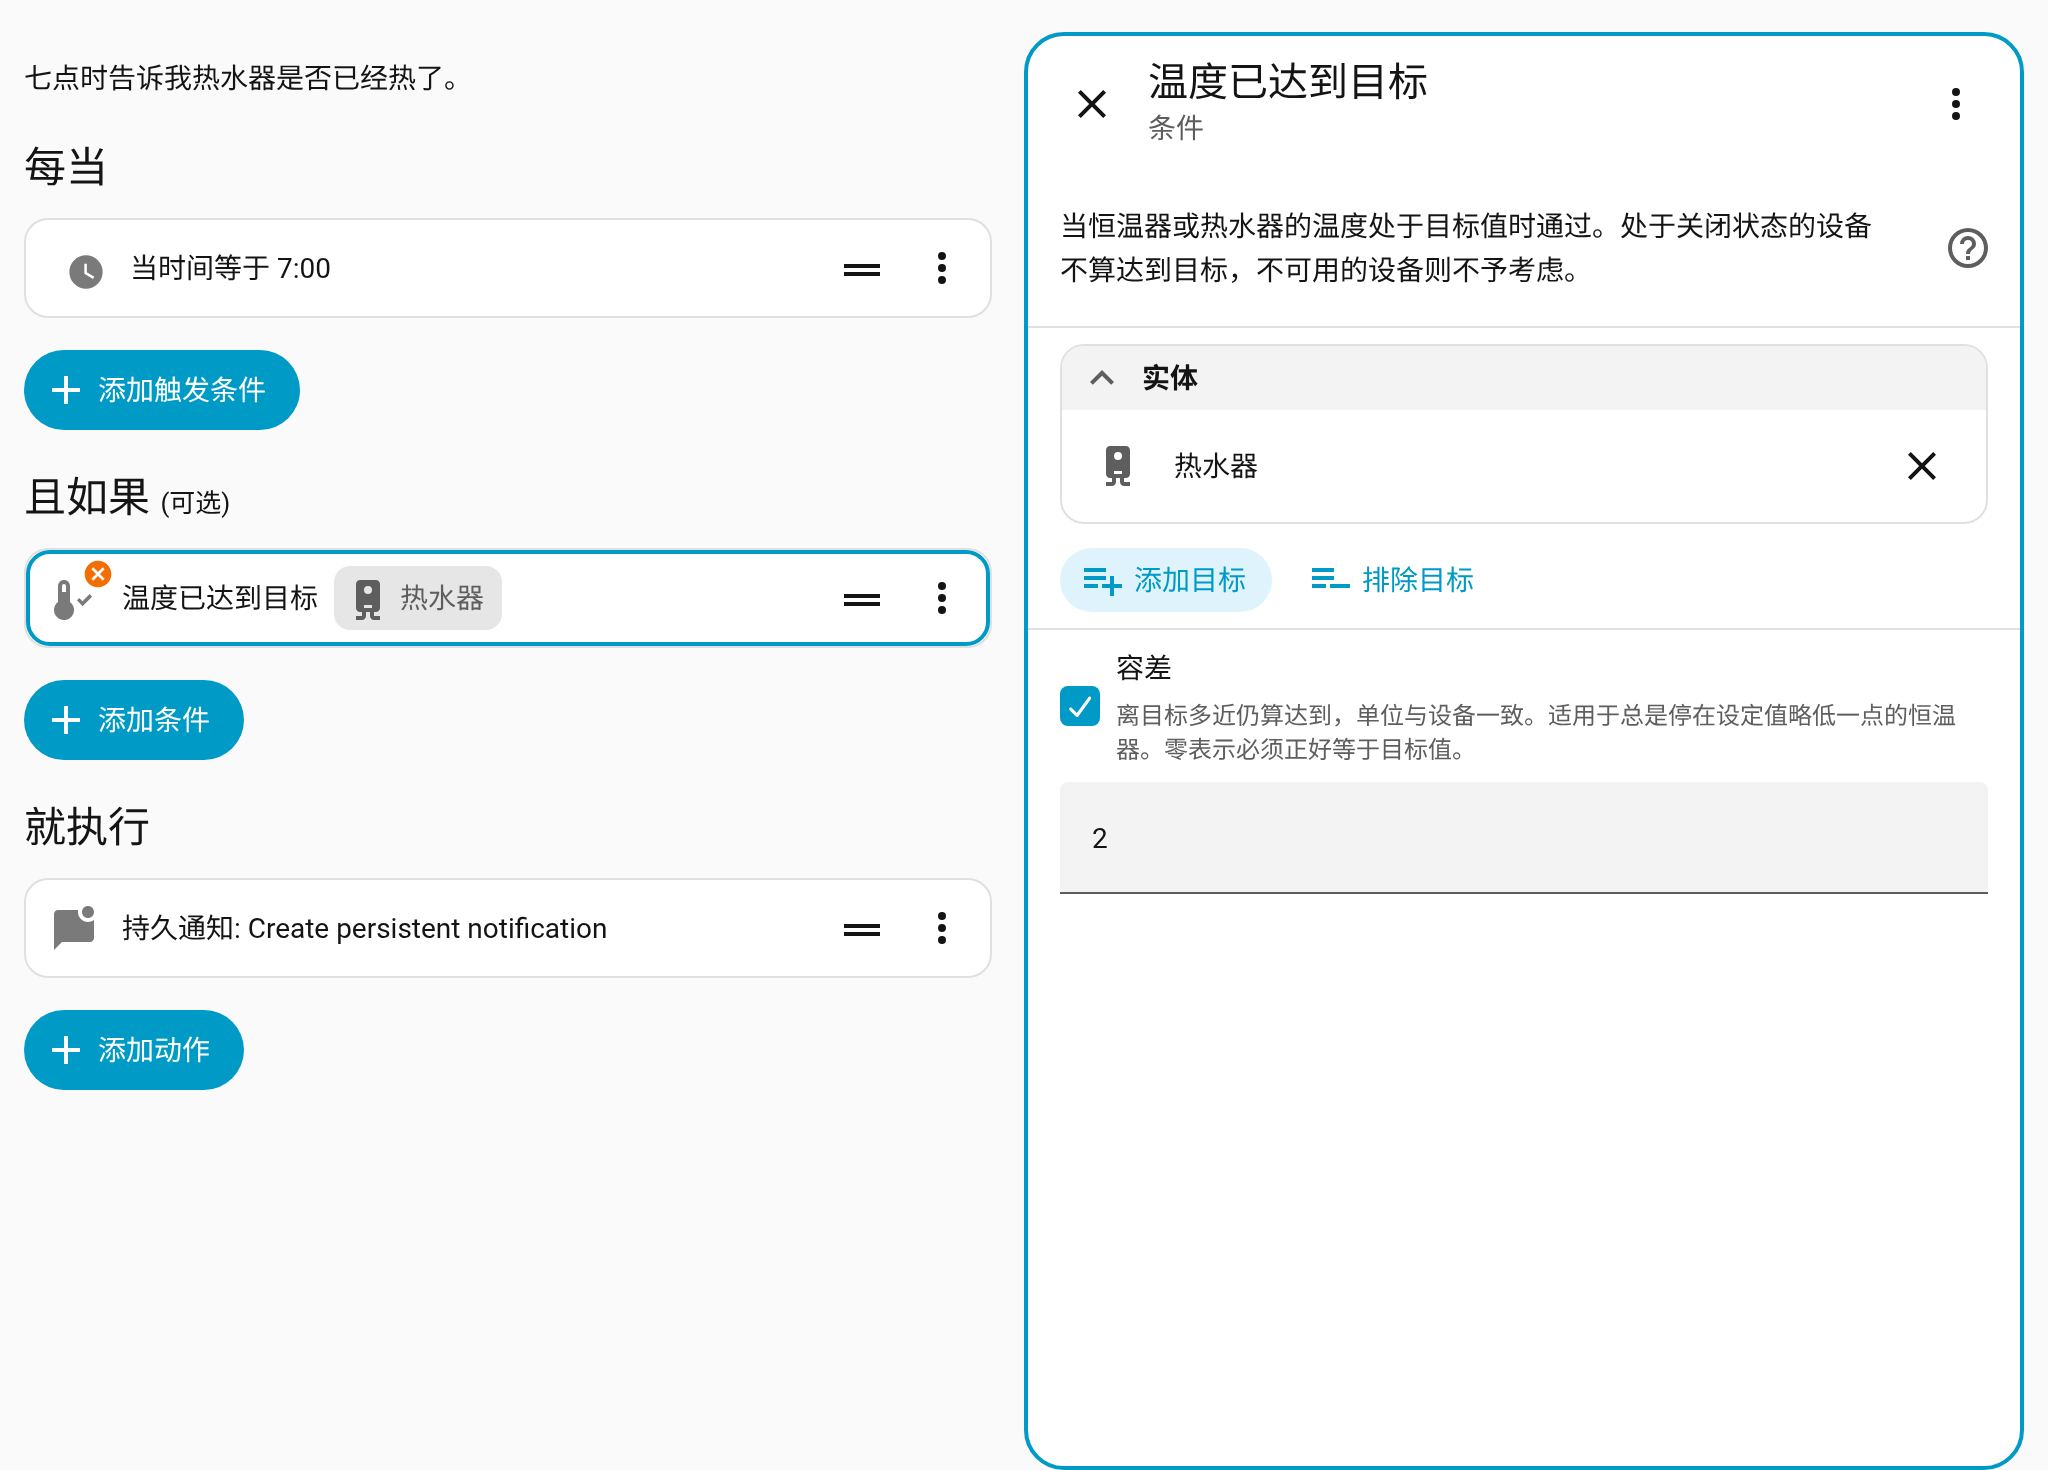 七点时告诉我热水器是否已经热了。
每当
当时间等于 7:00
添加触发条件
且如果 (可选)
温度已达到目标 热水器
添加条件
就执行
持久通知: Create persistent notification
添加动作
温度已达到目标
条件
当恒温器或热水器的温度处于目标值时通过。处于关闭状态的设备
不算达到目标，不可用的设备则不予考虑。
实体
热水器
添加目标 排除目标
容差
离目标多近仍算达到，单位与设备一致。适用于总是停在设定值略低一点的恒温
器。零表示必须正好等于目标值。
2